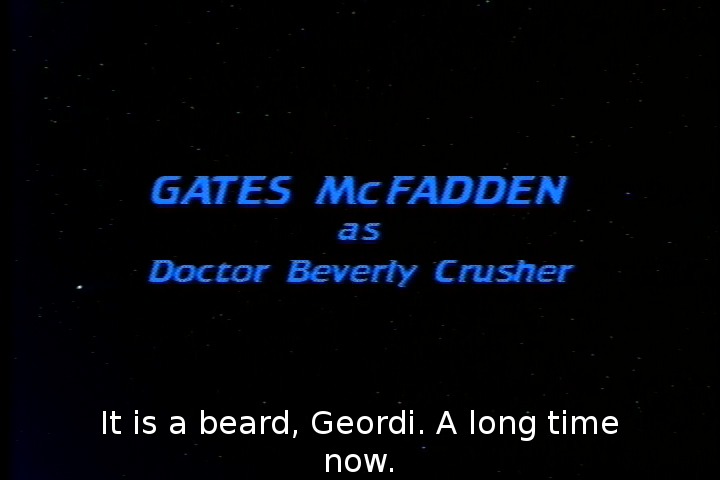 GATES McFADDEN
as
Doctor Beverly Crusher
It is a beard, Geordi. A long time
now.